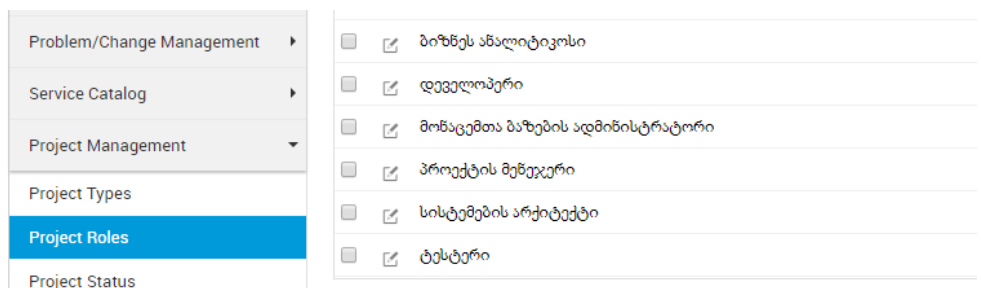 Problem/Change Management
Service Catalog
Project Management
Project Types
Project Roles
Project Status
ბიზნეს ანალიტიკოსი
დეველოპერი
მონაცემთა ბაზების ადმინისტრატორი
პროექტის მენეჯერი
სისტემების არქიტექტი
ტესტერი